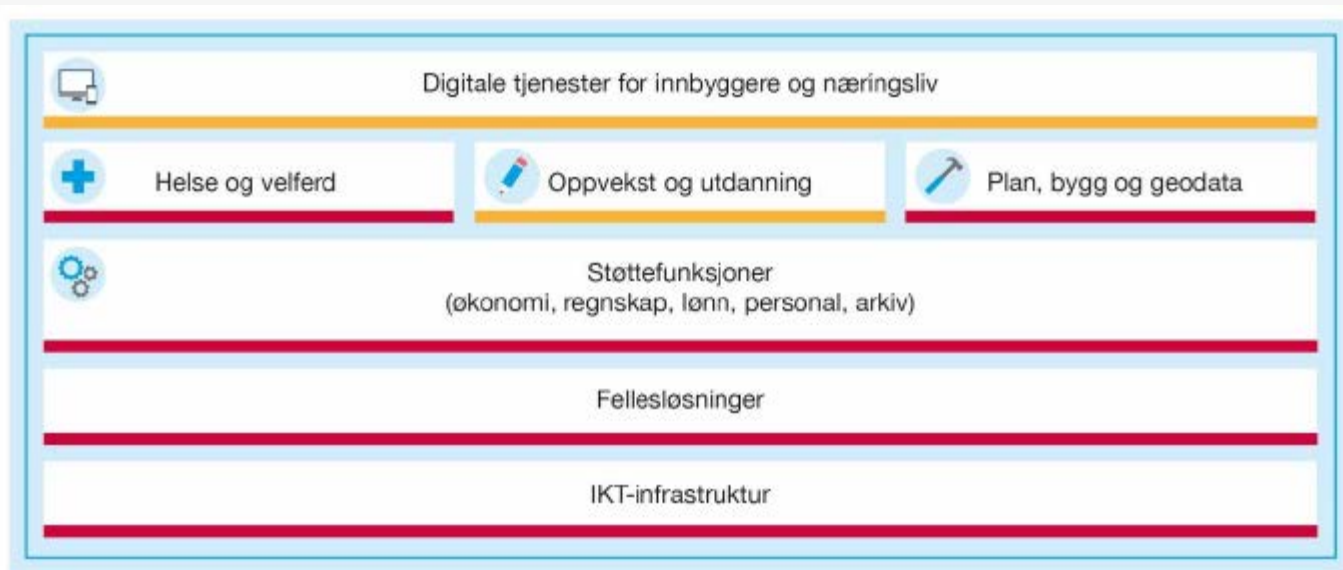 Digitale tjenester for innbyggere og næringsliv
Helse og velferd
Oppvekst og utdanning
Plan, bygg og geodata
Støttefunksjoner
(økonomi, regnskap, lønn, personal, arkiv)
Fellesløsninger
IKT-infrastruktur